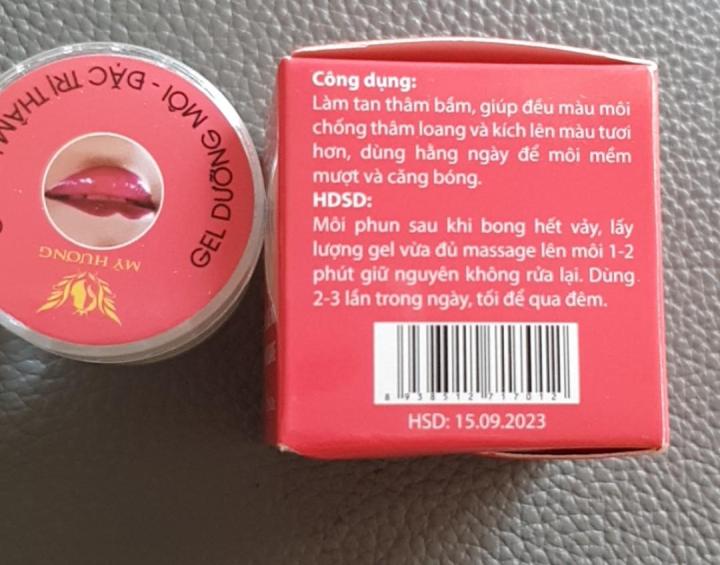 GEL DƯỠNG MÔI - ĐẶC TRỊ THÂM
MỸ HƯƠNG
Công dụng:
Làm tan thâm bầm, giúp đều màu môi
chống thâm loang và kích lên màu tươi
hơn, dùng hằng ngày để môi mềm
mượt và căng bóng.
HDSD:
Môi phun sau khi bong hết vảy, lấy
lượng gel vừa đủ massage lên môi 1-2
phút giữ nguyên không rửa lại. Dùng
2-3 lần trong ngày, tối để qua đêm.
8 938512 717012
HSD: 15.09.2023